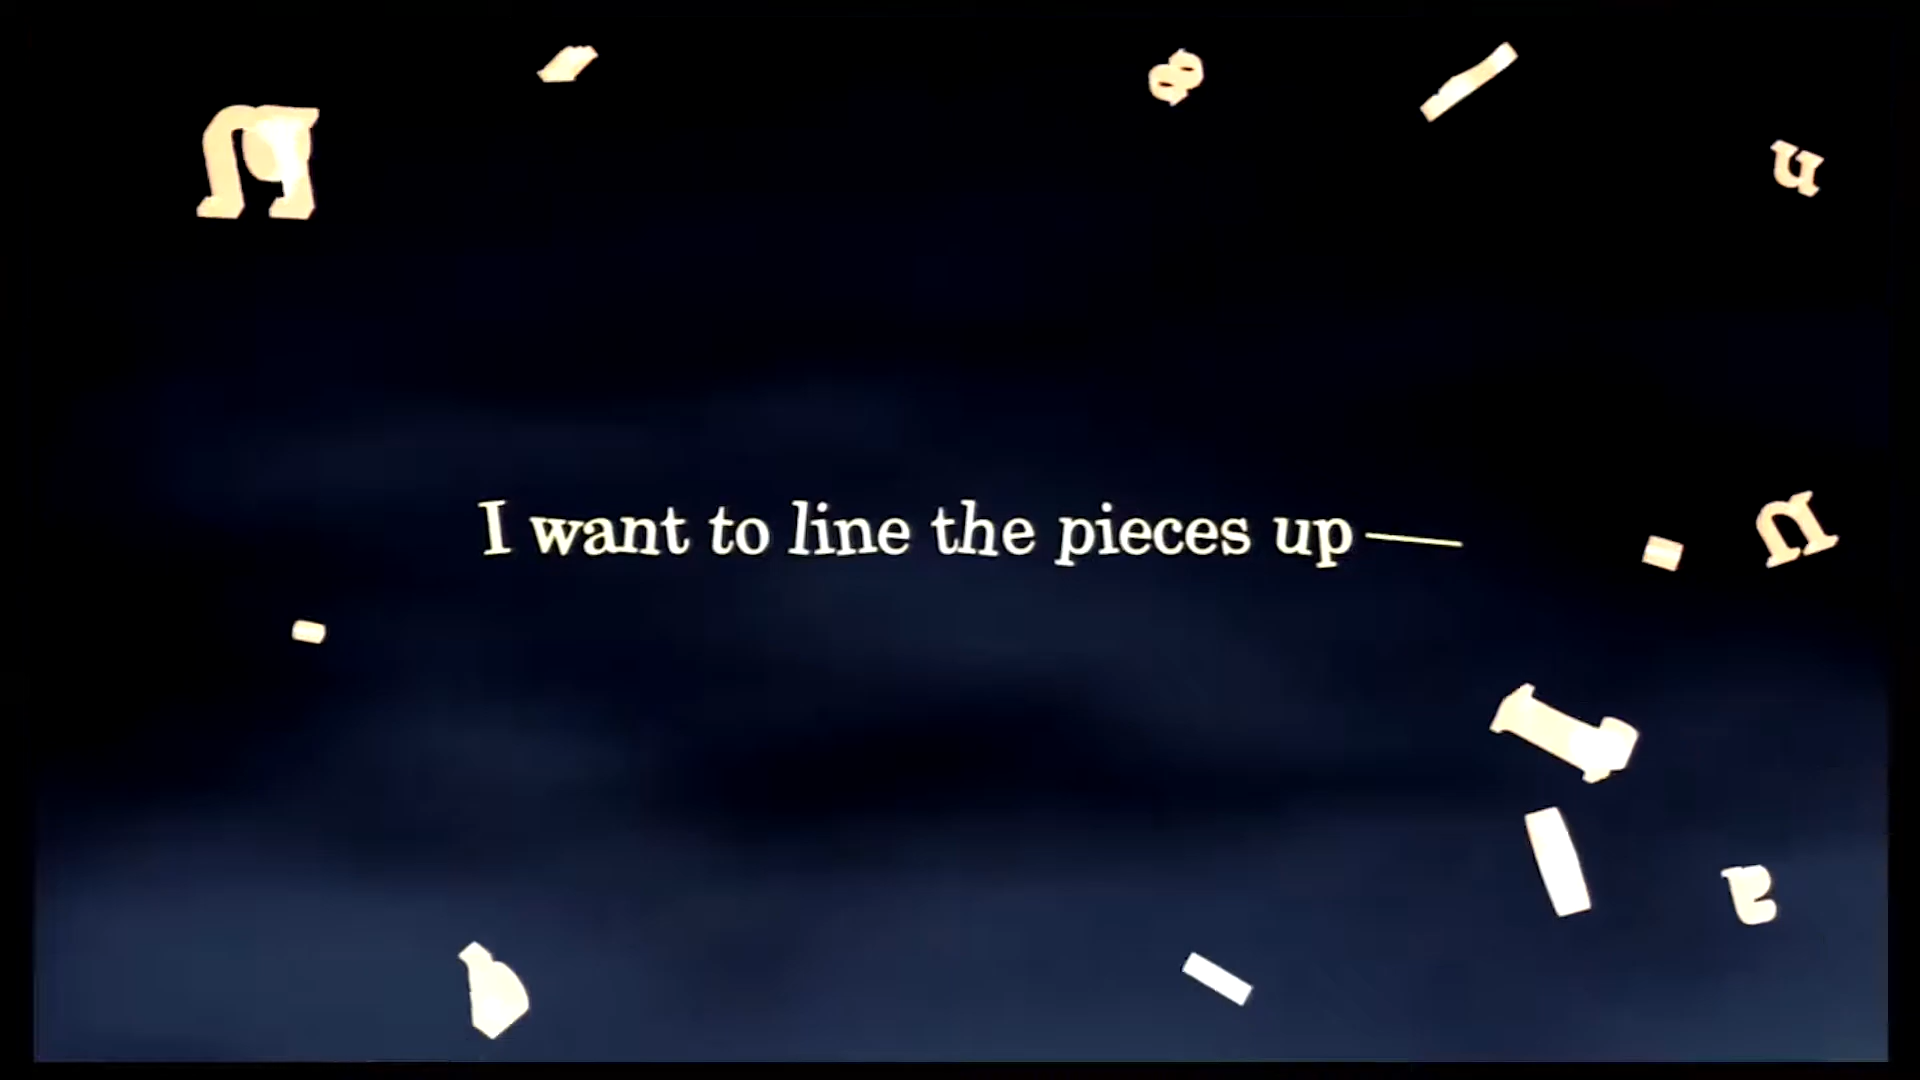 I want to line the pieces up—